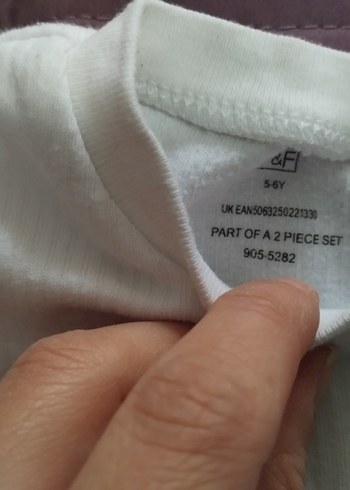 &F
5-6Y
UK EAN5063250221330
PART OF A 2 PIECE SET
905-5282